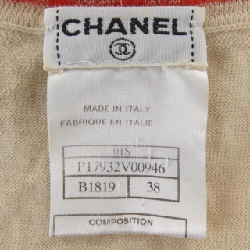 CHANEL
MADE IN ITALY
FABRIQUE EN ITALIE
01S
P17932V00946
B1819 38
COMPOSITION